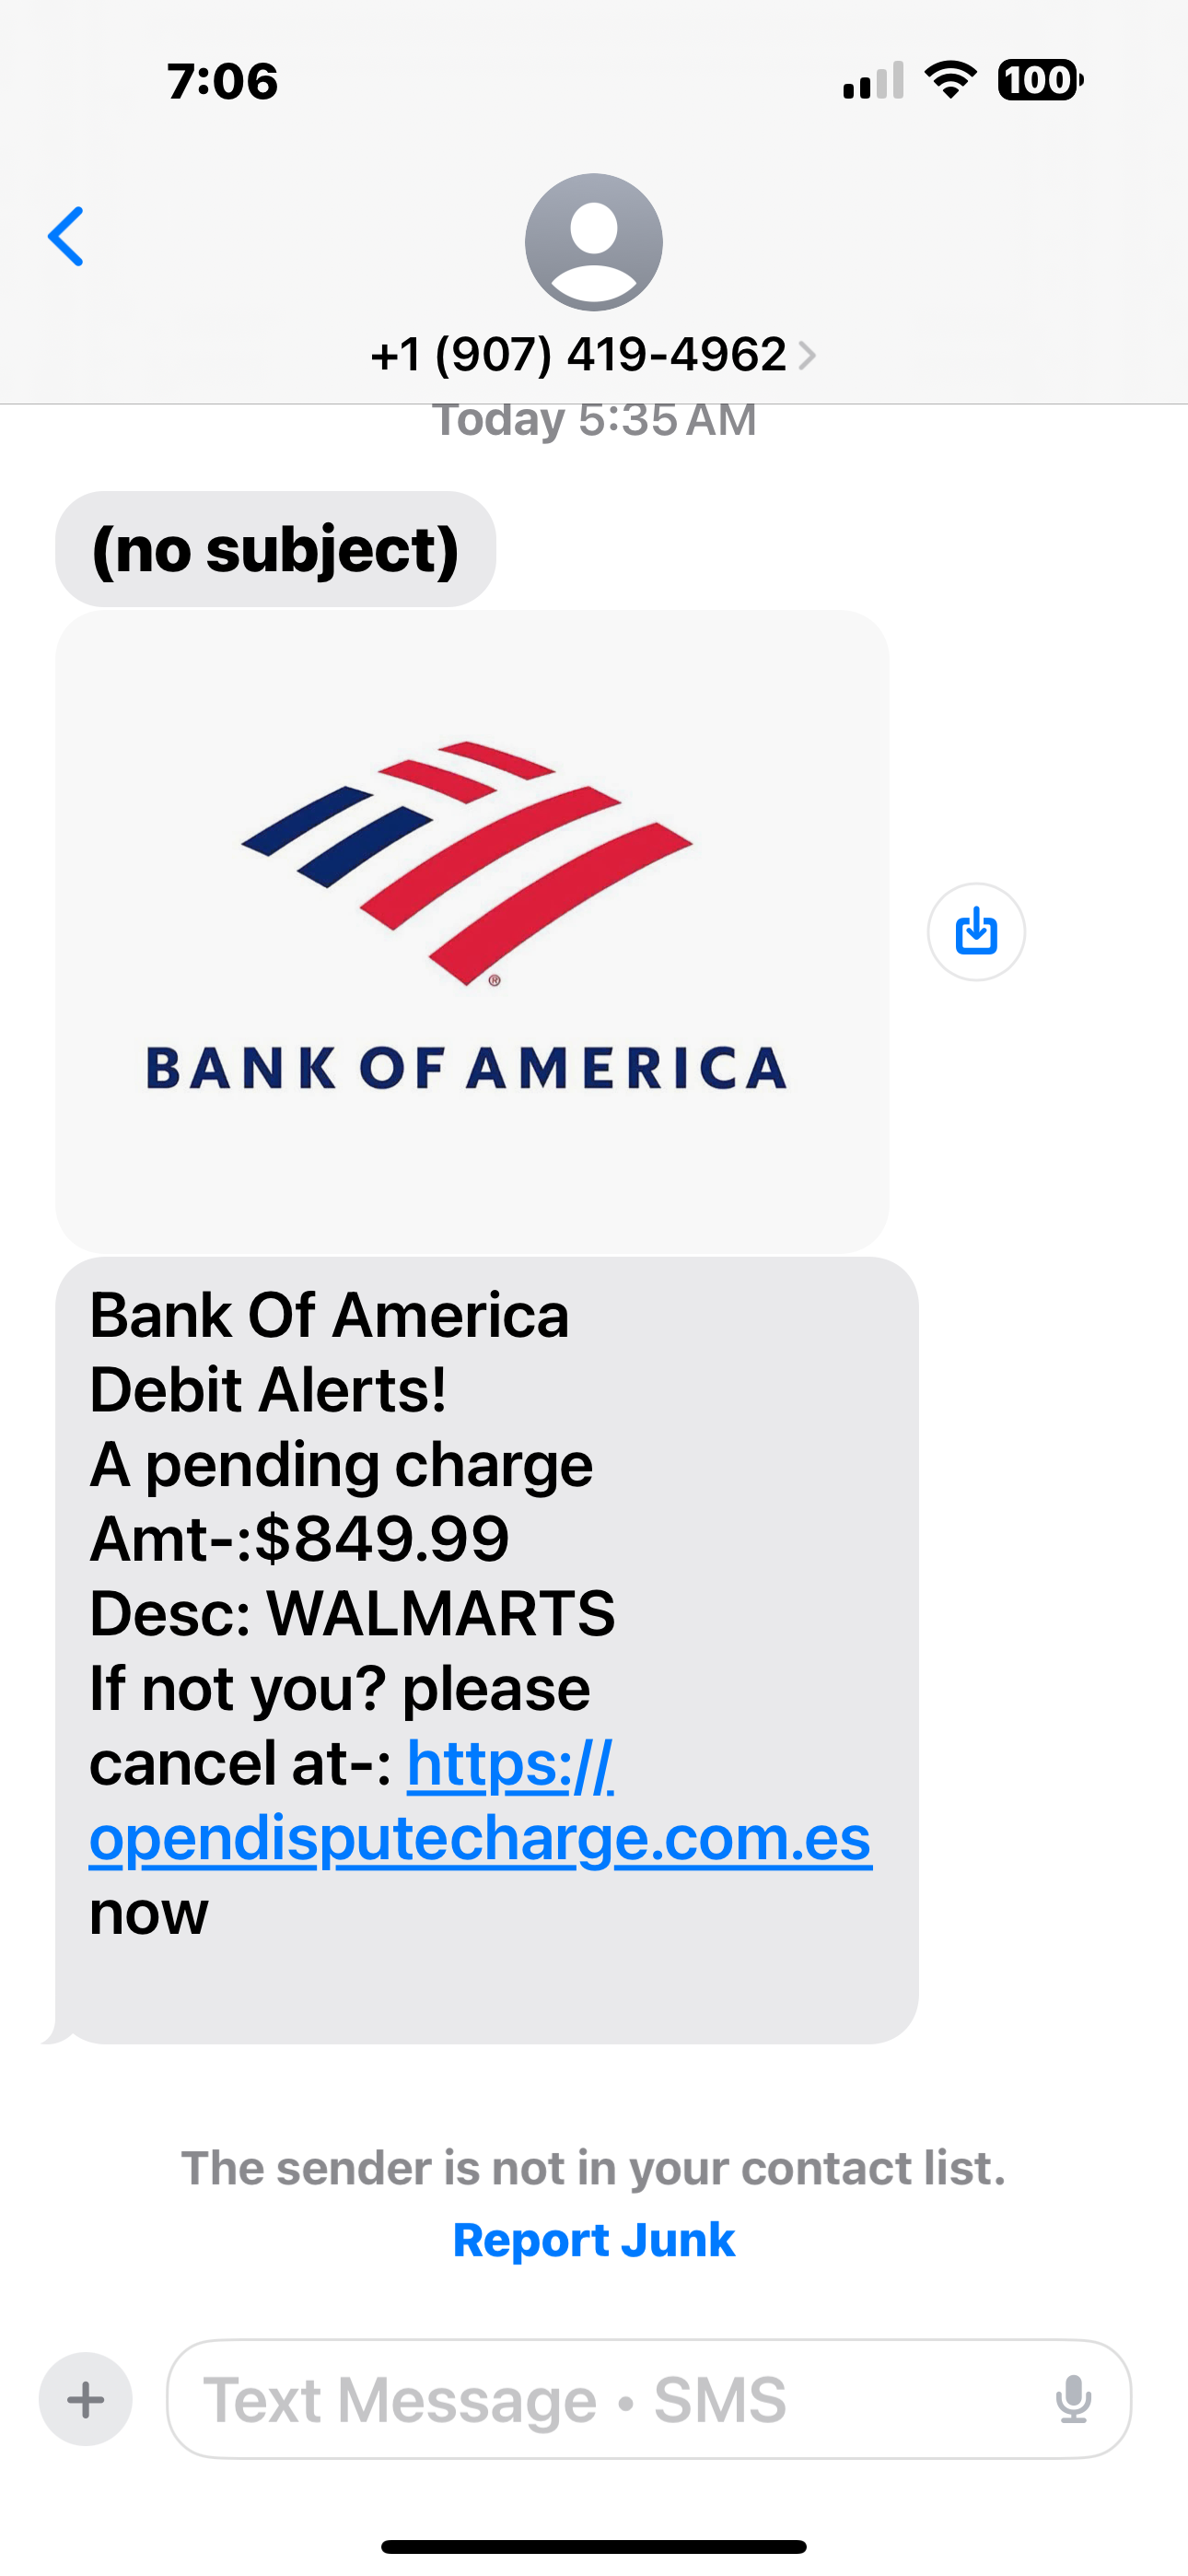 7:06
100
+1 (907) 419-4962
Today 5:35 AM
(no subject)
®
BANK OF AMERICA
Bank Of America
Debit Alerts!
A pending charge
Amt-:$849.99
Desc: WALMARTS
If not you? please
cancel at-: https://
opendisputecharge.com.es
now
The sender is not in your contact list.
Report Junk
Text Message • SMS